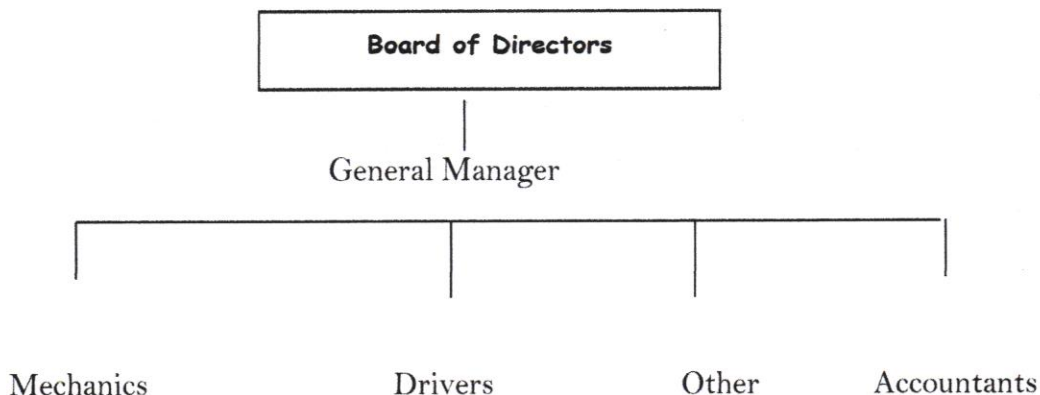 Board of Directors
General Manager
Mechanics Drivers Other Accountants